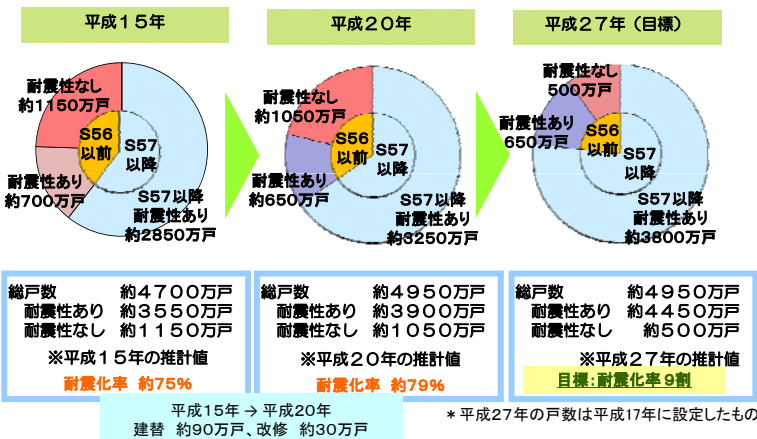 平成15年
平成20年
平成27年（目標）
耐震性なし
約1150万戸
S56
以前
S57
以降
耐震性あり
約700万戸
S57以降
耐震性あり
約2850万戸
耐震性なし
約1050万戸
S56
以前
S57
以降
耐震性あり
約650万戸
S57以降
耐震性あり
約3250万戸
耐震性なし
500万戸
耐震性あり
650万戸
S56
以前
S57
以降
S57以降
耐震性あり
約3800万戸
総戸数 約4700万戸
耐震性あり 約3550万戸
耐震性なし 約1150万戸
※平成15年の推計値
耐震化率 約75%
総戸数 約4950万戸
耐震性あり 約3900万戸
耐震性なし 約1050万戸
※平成20年の推計値
耐震化率 約79%
総戸数 約4950万戸
耐震性あり 約4450万戸
耐震性なし 約500万戸
※平成27年の推計値
目標：耐震化率９割
平成15年 → 平成20年
建替 約90万戸、改修 約30万戸
＊平成27年の戸数は平成17年に設定したもの